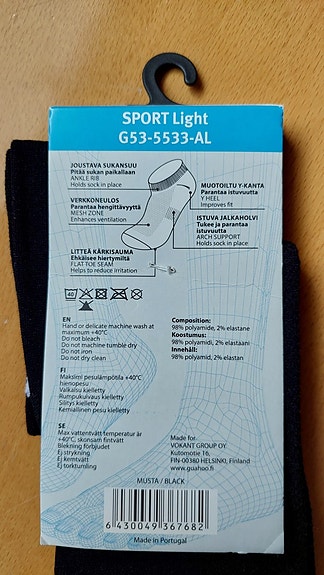 SPORT Light
G53-5533-AL
JOUSTAVA SUKANSUU
Pitää sukan paikallaan
ANKLE RIB
Holds sock in place
VERKKONEULOS
Parantaa hengittävyyttä
MESH ZONE
Enhances ventilation
LITTEÄ KÄRKISAUMA
Ehkäisee hiertymiltä
FLAT TOE SEAM
Helps to reduce irritation
MUOTOILTU Y-KANTA
Parantaa istuvuutta
Y HEEL
Improves fit
ISTUVA JALKAHOLVI
Tukee ja parantaa
istuvuutta
ARCH SUPPORT
Holds sock in place
40
EN
Hand or delicate machine wash at
maximum +40°C
Do not bleach
Do not machine tumble dry
Do not iron
Do not dry clean
FI
Maksimi pesulämpötila +40°C
hienopesu
Valkaisu kielletty
Rumpukuivaus kielletty
Silitys kielletty
Kemiallinen pesu kielletty
SE
Max vattentvätt temperatur är
+40°C, skonsam fintvätt
Blekning förbjudet
Ej strykning
Ej kemtvätt
Ej torktumling
Composition:
98% polyamide, 2% elastane
Koostumus:
98% polyamidi, 2% elastaani
Innehåll:
98% polyamid, 2% elastan
Made for:
VOKANT GROUP OY
Kutomotie 16,
FIN-00380 HELSINKI, Finland
www.guahoo.fi
MUSTA / BLACK
6 430049 367682
Made in Portugal